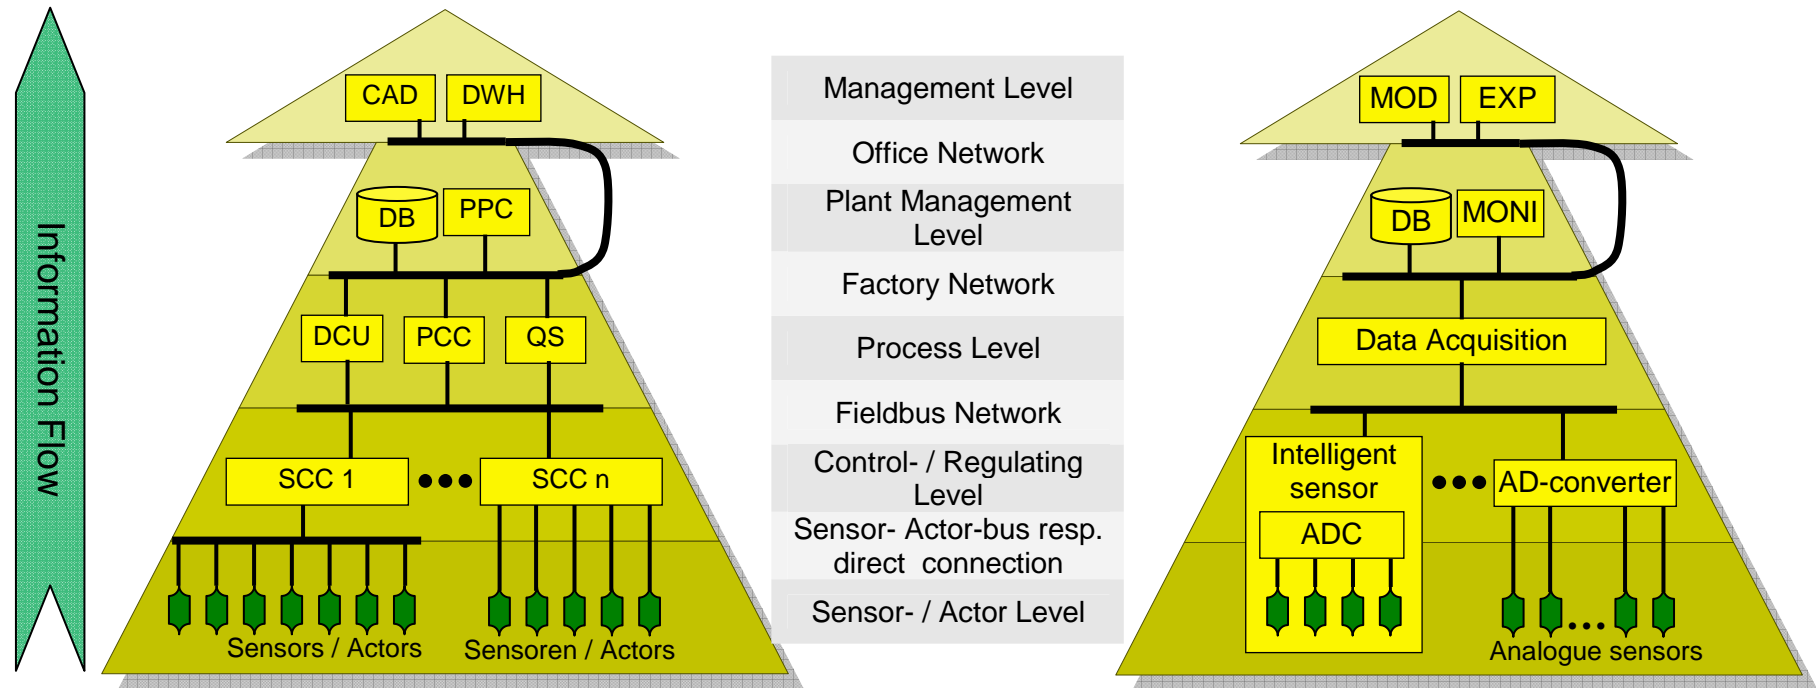 Information Flow
CAD
DWH
DB
PPC
DCU
PCC
QS
SCC 1
SCC n
Sensors / Actors
Sensoren / Actors
Management Level
Office Network
Plant Management
Level
Factory Network
Process Level
Fieldbus Network
Control- / Regulating
Level
Sensor- Actor-bus resp.
direct connection
Sensor- / Actor Level
MOD
EXP
DB
MONI
Data Acquisition
Intelligent
sensor
ADC
AD-converter
Analogue sensors